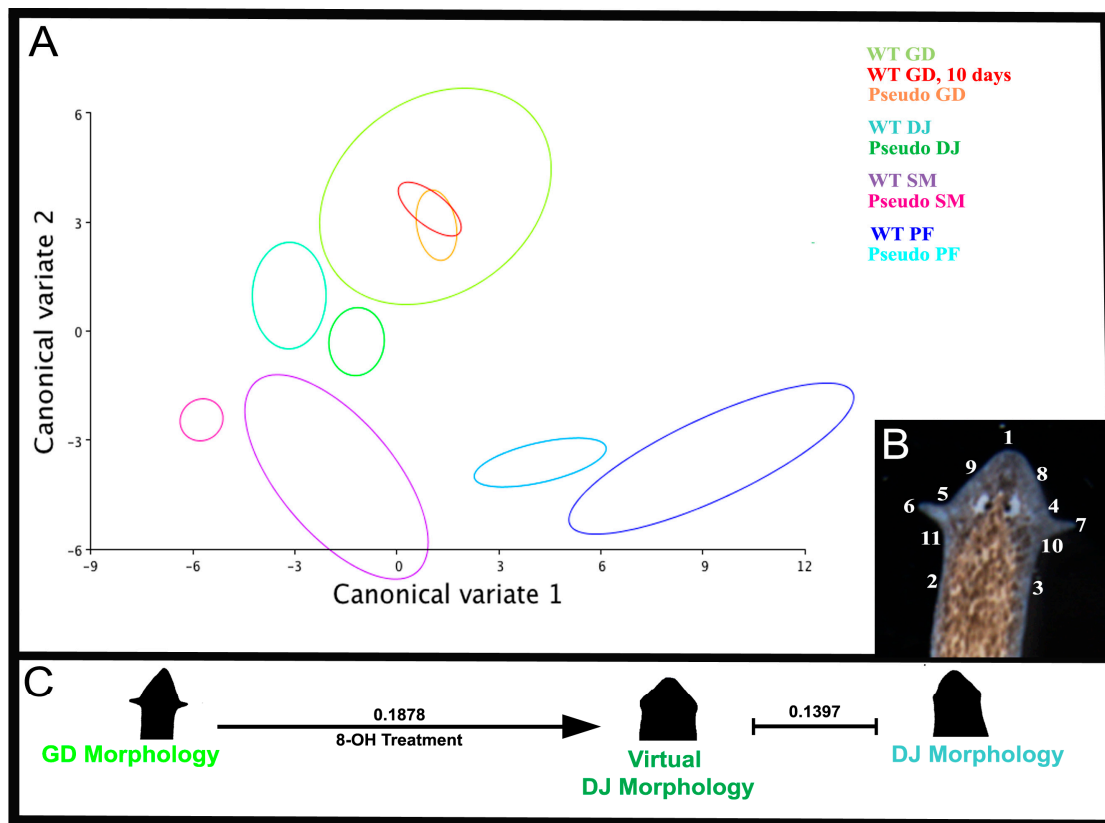 A
WT GD
WT GD, 10 days
Pseudo GD
WT DJ
Pseudo DJ
WT SM
Pseudo SM
WT PF
Pseudo PF
Canonical variate 2
6
3
0
-3
-6
-9
-6
-3
0
3
6
9
12
Canonical variate 1
B
1
9
8
5
4
6
7
11
10
2
3
C
0.1878
8-OH Treatment
0.1397
GD Morphology
Virtual
DJ Morphology
DJ Morphology